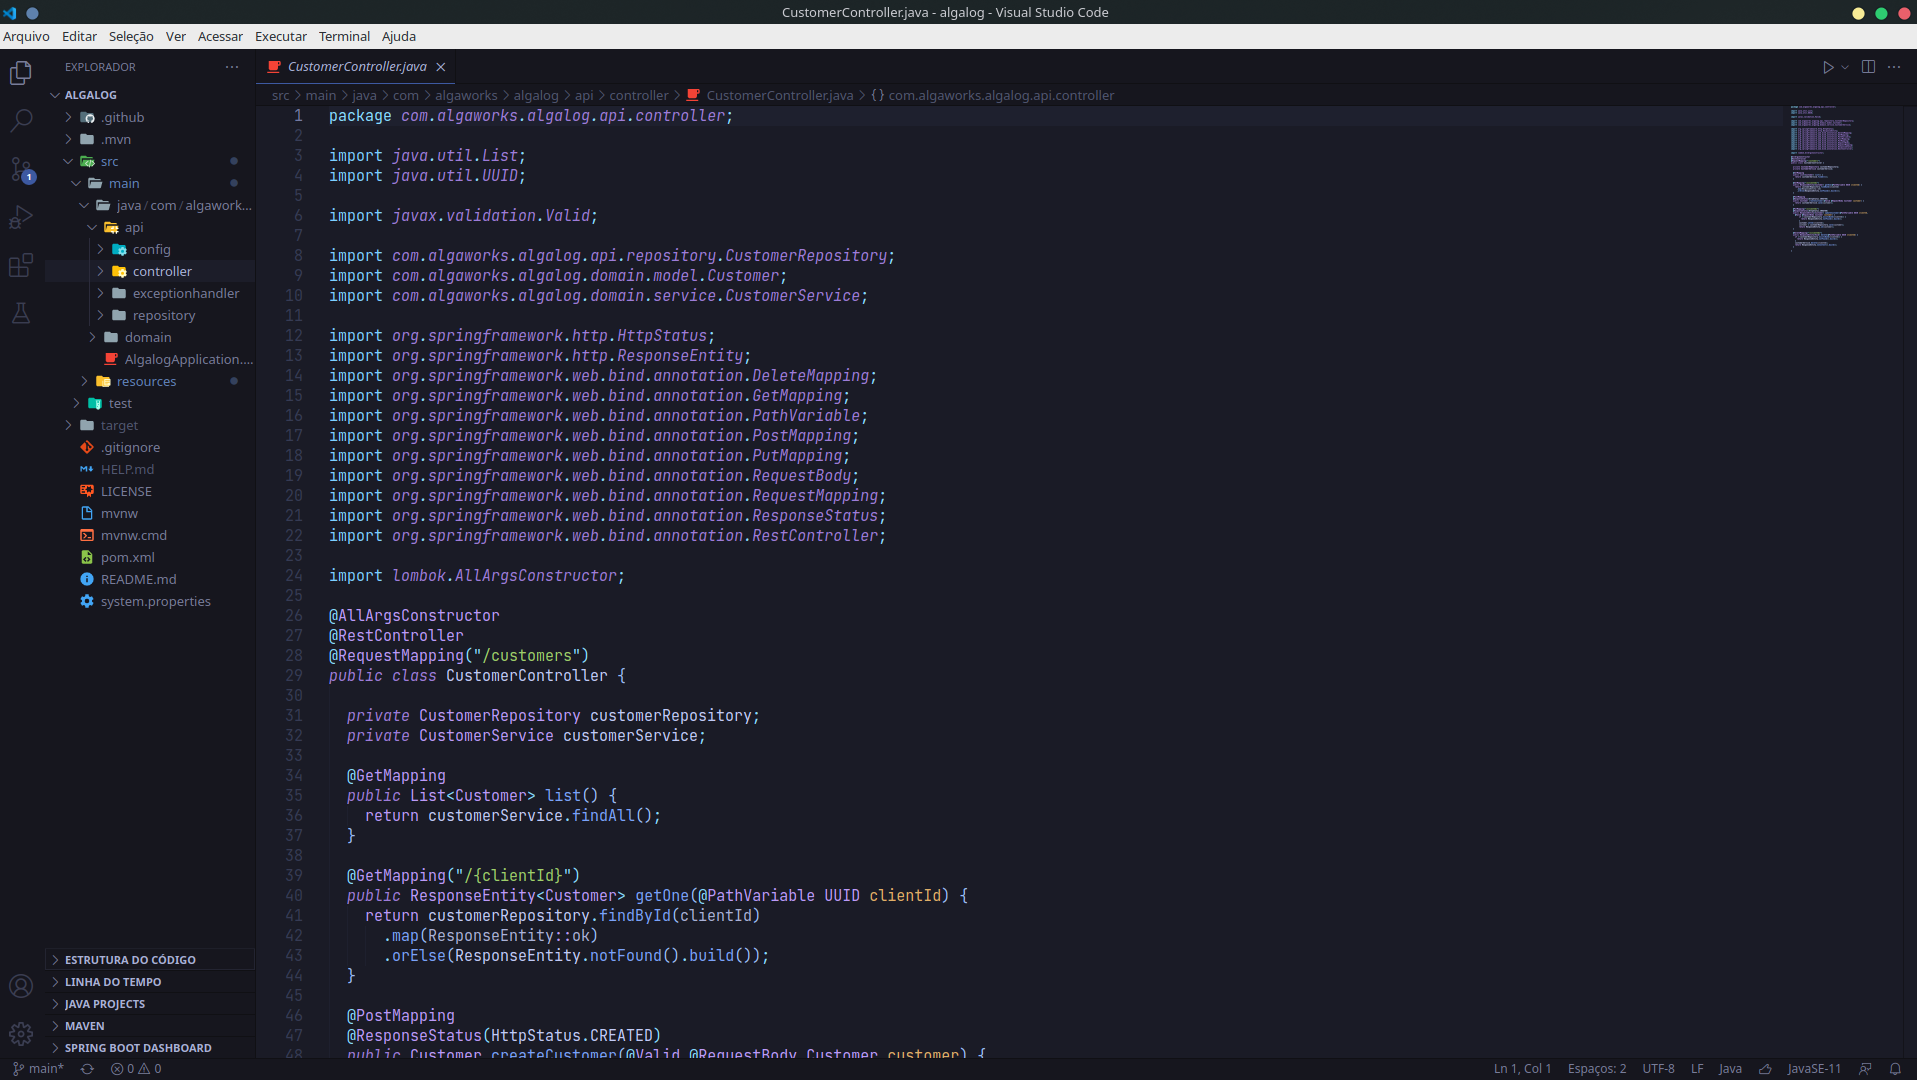 CustomerController.java - algalog - Visual Studio Code
Arquivo Editar Seleção Ver Acessar Executar Terminal Ajuda
EXPLORADOR
ALGALOG
.github
.mvn
src
main
java / com / algawork...
api
config
controller
exceptionhandler
repository
domain
AlgalogApplication....
resources
test
target
.gitignore
HELP.md
LICENSE
mvnw
mvnw.cmd
pom.xml
README.md
system.properties
ESTRUTURA DO CÓDIGO
LINHA DO TEMPO
JAVA PROJECTS
MAVEN
SPRING BOOT DASHBOARD
1
CustomerController.java
src > main > java > com > algaworks > algalog > api > controller > CustomerController.java > {} com.algaworks.algalog.api.controller
1 package com.algaworks.algalog.api.controller;
2
3 import java.util.List;
4 import java.util.UUID;
5
6 import javax.validation.Valid;
7
8 import com.algaworks.algalog.api.repository.CustomerRepository;
9 import com.algaworks.algalog.domain.model.Customer;
10 import com.algaworks.algalog.domain.service.CustomerService;
11
12 import org.springframework.http.HttpStatus;
13 import org.springframework.http.ResponseEntity;
14 import org.springframework.web.bind.annotation.DeleteMapping;
15 import org.springframework.web.bind.annotation.GetMapping;
16 import org.springframework.web.bind.annotation.PathVariable;
17 import org.springframework.web.bind.annotation.PostMapping;
18 import org.springframework.web.bind.annotation.PutMapping;
19 import org.springframework.web.bind.annotation.RequestBody;
20 import org.springframework.web.bind.annotation.RequestMapping;
21 import org.springframework.web.bind.annotation.ResponseStatus;
22 import org.springframework.web.bind.annotation.RestController;
23
24 import lombok.AllArgsConstructor;
25
26 @AllArgsConstructor
27 @RestController
28 @RequestMapping("/customers")
29 public class CustomerController {
30
31 private CustomerRepository customerRepository;
32 private CustomerService customerService;
33
34 @GetMapping
35 public List<Customer> list() {
36 return customerService.findAll();
37 }
38
39 @GetMapping("/{clientId}")
40 public ResponseEntity<Customer> getOne(@PathVariable UUID clientId) {
41 return customerRepository.findById(clientId)
42 .map(ResponseEntity::ok)
43 .orElse(ResponseEntity.notFound().build());
44 }
45
46 @PostMapping
47 @ResponseStatus(HttpStatus.CREATED)
48 public Customer createCustomer(@Valid @RequestBody Customer customer) {
main* 0 0 Ln 1, Col 1 Espaços: 2 UTF-8 LF Java JavaSE-11